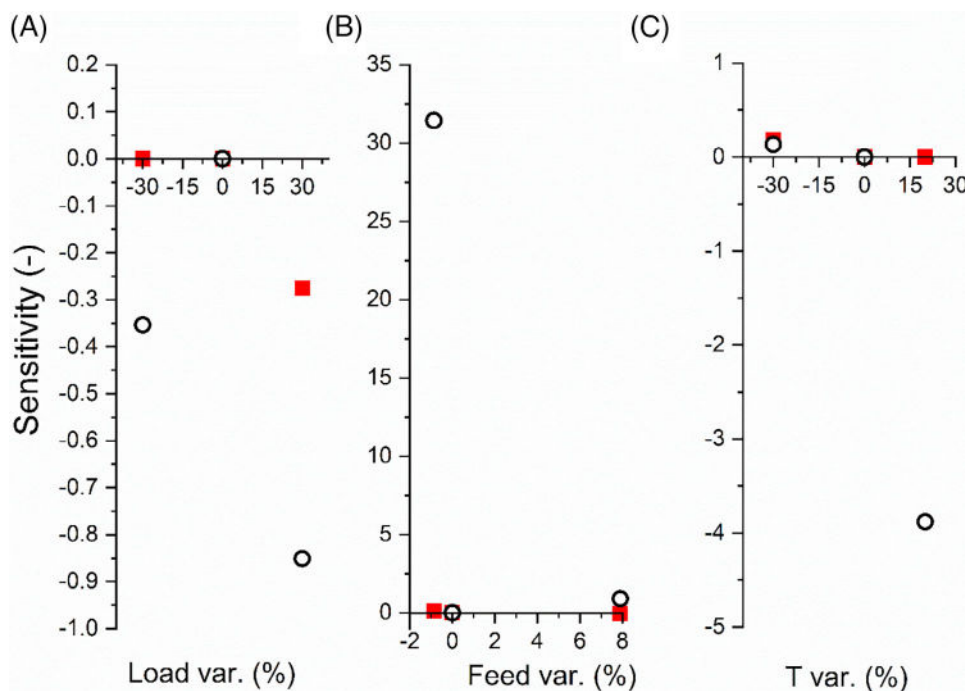 (A)
(B)
(C)
Sensitivity (-)
0.2
0.1
0.0
-0.1
-0.2
-0.3
-0.4
-0.5
-0.6
-0.7
-0.8
-0.9
-1.0
-30 -15 0 15 30
Load var. (%)
35
30
25
20
15
10
5
0
-2 0 2 4 6 8
Feed var. (%)
1
0
-1
-2
-3
-4
-5
-30 -15 0 15 30
T var. (%)